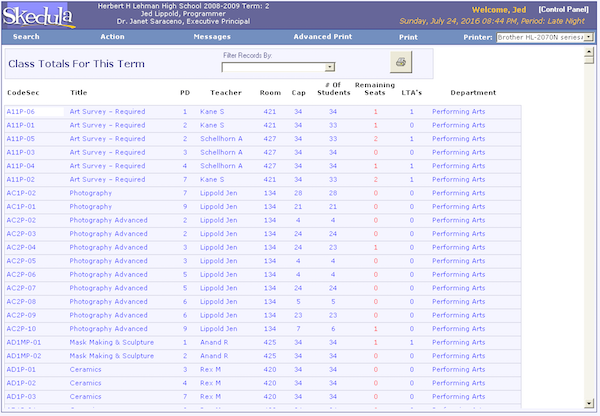 Skedula
Herbert H Lehman High School 2008-2009 Term: 2
Jed Lippold, Programmer
Dr. Janet Saraceno, Executive Principal
Welcome, Jed [Control Panel]
Sunday, July 24, 2016 08:44 PM, Period: Late Night
Search Action Messages Advanced Print Print Printer: Brother HL-2070N series
Class Totals For This Term
Filter Records By:
CodeSec Title PD Teacher Room Cap # Of Students Remaining Seats LTA's Department
A11P-06 Art Survey - Required 1 Kane S 421 34 34 1 1 Performing Arts
A11P-01 Art Survey - Required 2 Kane S 421 34 33 1 0 Performing Arts
A11P-05 Art Survey - Required 2 Schellhorn A 427 34 33 2 1 Performing Arts
A11P-03 Art Survey - Required 3 Schellhorn A 427 34 34 0 0 Performing Arts
A11P-04 Art Survey - Required 4 Schellhorn A 427 34 34 1 1 Performing Arts
A11P-02 Art Survey - Required 7 Kane S 421 34 33 2 1 Performing Arts
AC1P-02 Photography 7 Lippold Jen 134 28 28 0 0 Performing Arts
AC1P-01 Photography 9 Lippold Jen 134 21 21 0 0 Performing Arts
AC2P-02 Photography Advanced 2 Lippold Jen 134 4 4 0 0 Performing Arts
AC2P-03 Photography Advanced 2 Lippold Jen 134 24 24 0 0 Performing Arts
AC2P-04 Photography Advanced 3 Lippold Jen 134 24 23 1 0 Performing Arts
AC2P-05 Photography Advanced 3 Lippold Jen 134 4 4 0 0 Performing Arts
AC2P-06 Photography Advanced 5 Lippold Jen 134 4 4 0 0 Performing Arts
AC2P-07 Photography Advanced 5 Lippold Jen 134 24 24 0 0 Performing Arts
AC2P-08 Photography Advanced 6 Lippold Jen 134 5 5 0 0 Performing Arts
AC2P-09 Photography Advanced 6 Lippold Jen 134 23 23 0 0 Performing Arts
AC2P-10 Photography Advanced 9 Lippold Jen 134 7 6 1 0 Performing Arts
AD1MP-01 Mask Making & Sculpture 1 Anand R 425 34 34 1 1 Performing Arts
AD1MP-02 Mask Making & Sculpture 2 Anand R 425 34 34 0 0 Performing Arts
AD1P-01 Ceramics 3 Rex M 420 34 34 0 0 Performing Arts
AD1P-02 Ceramics 4 Rex M 420 34 34 0 0 Performing Arts
AD1P-03 Ceramics 7 Rex M 420 34 34 0 0 Performing Arts